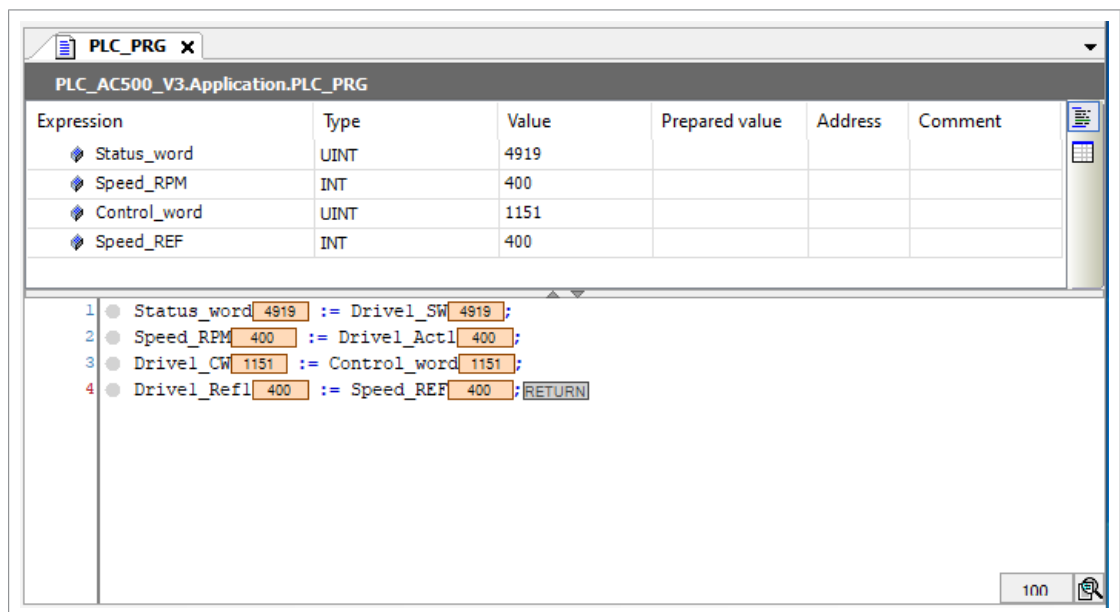 PLC_PRG X
PLC_AC500_V3.Application.PLC_PRG
Expression Type Value Prepared value Address Comment
Status_word UINT 4919
Speed_RPM INT 400
Control_word UINT 1151
Speed_REF INT 400
1 Status_word 4919 := Drive1_SW 4919 ;
2 Speed_RPM 400 := Drive1_Act1 400 ;
3 Drive1_CW 1151 := Control_word 1151 ;
4 Drive1_Ref1 400 := Speed_REF 400 ; RETURN
100